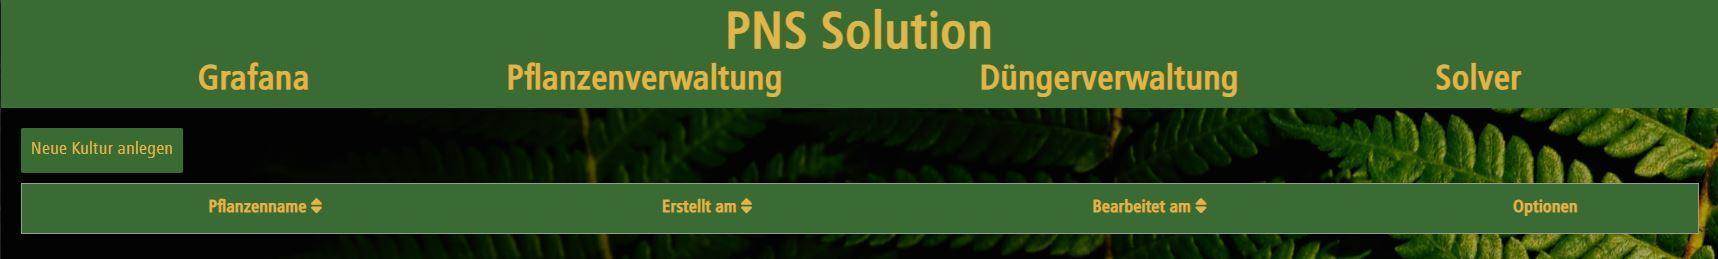 PNS Solution
Grafana Pflanzenverwaltung Düngerverwaltung Solver
Neue Kultur anlegen
Pflanzenname Erstellt am Bearbeitet am Optionen